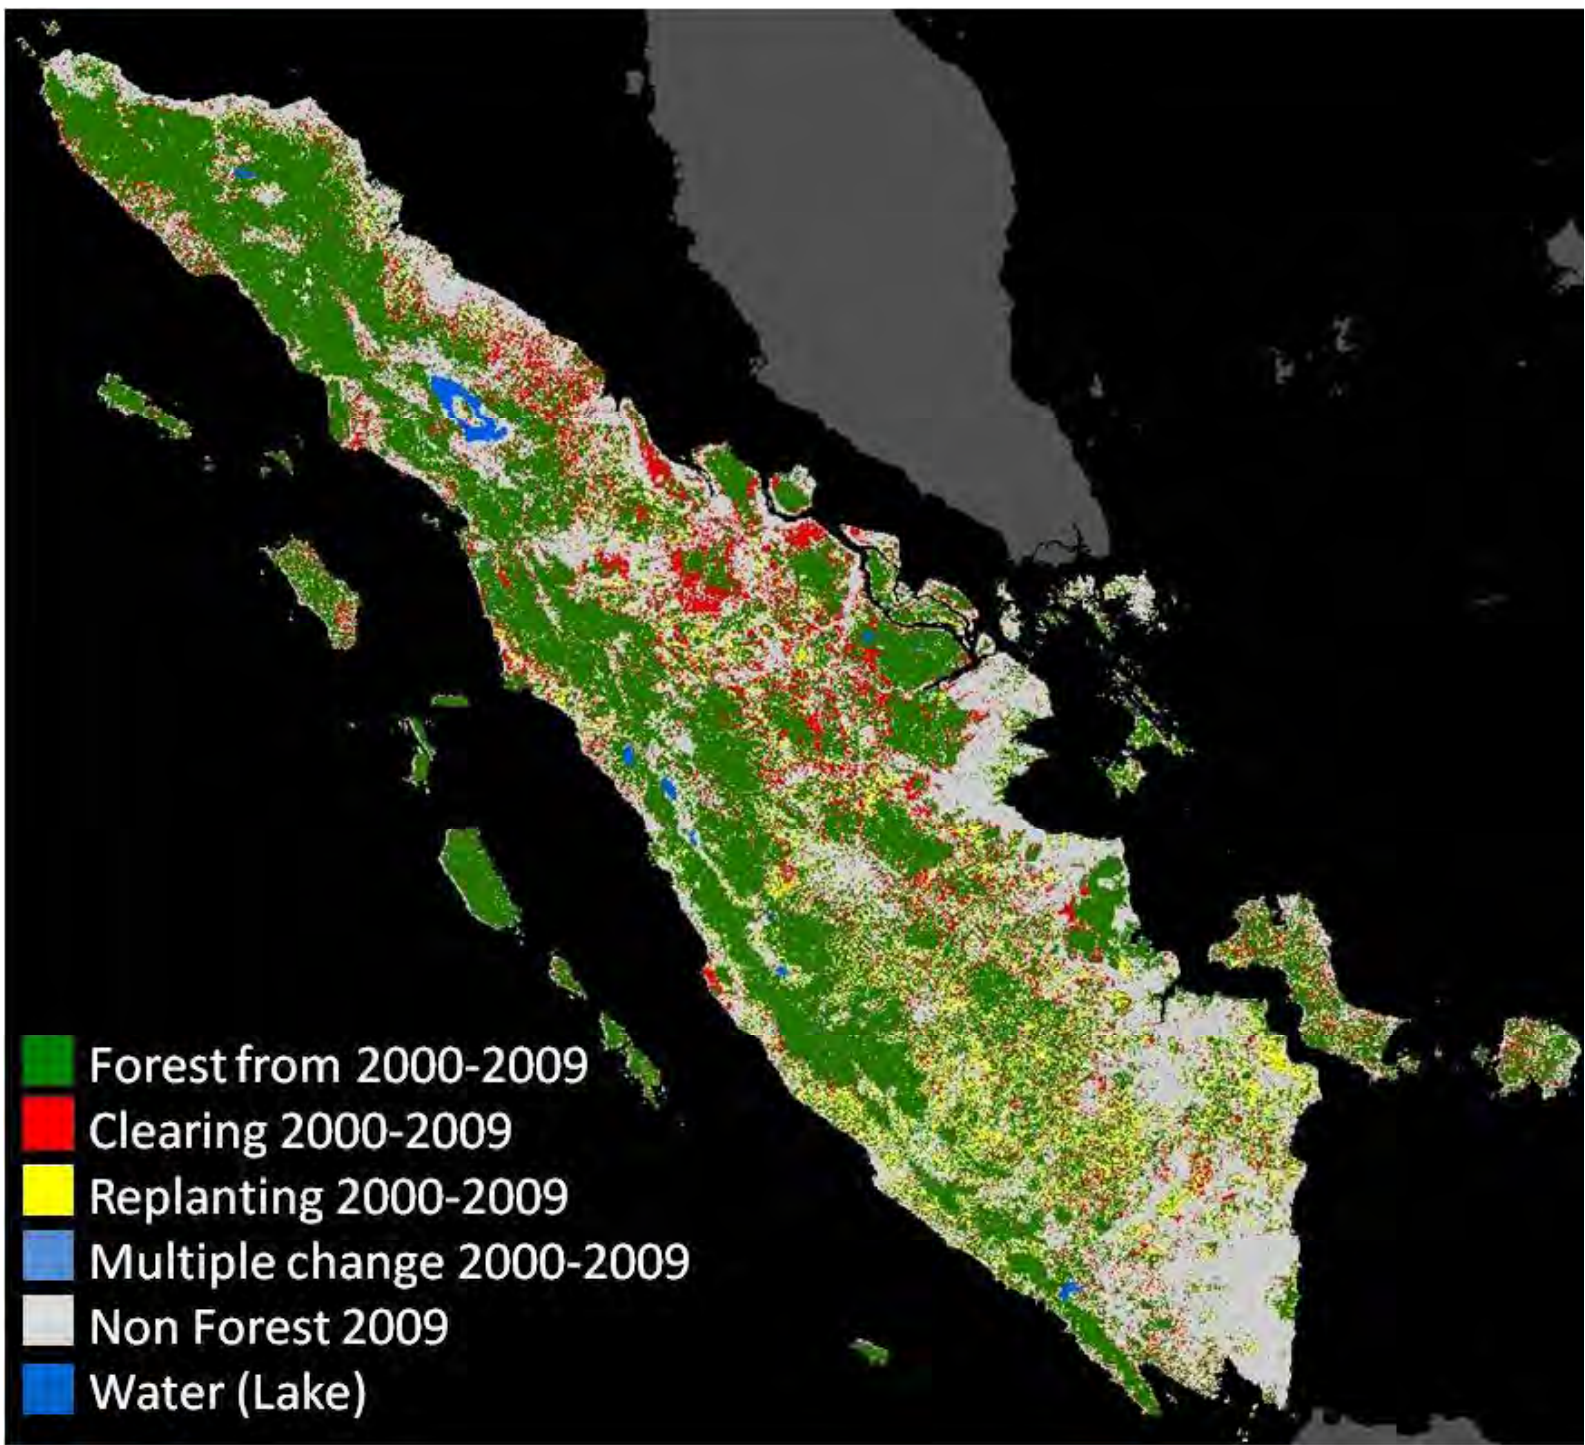 Forest from 2000-2009
Clearing 2000-2009
Replanting 2000-2009
Multiple change 2000-2009
Non Forest 2009
Water (Lake)